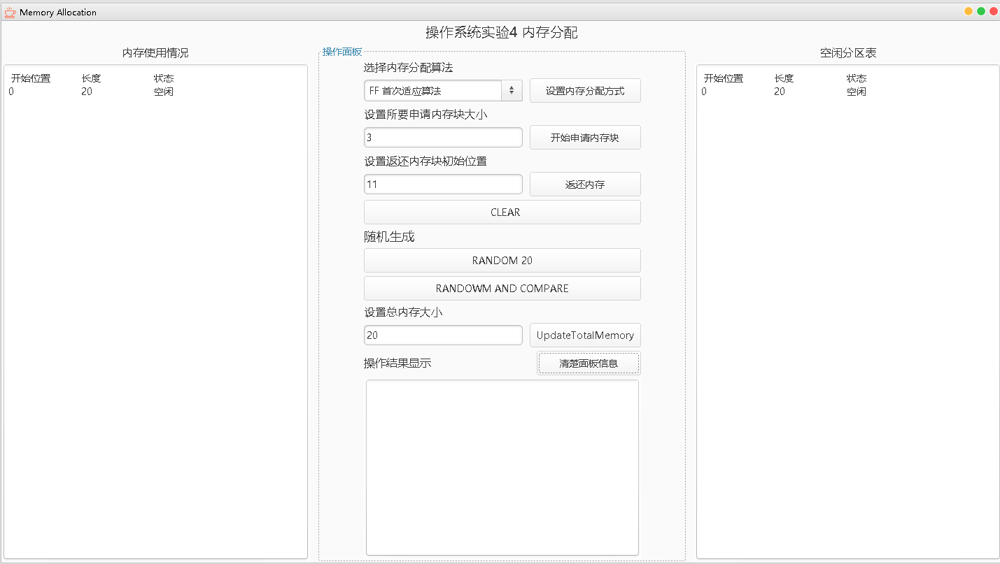 Memory Allocation
操作系统实验4 内存分配
内存使用情况
开始位置 长度 状态
0 20 空闲
操作面板
选择内存分配算法
FF 首次适应算法 设置内存分配方式
设置所要申请内存块大小
3 开始申请内存块
设置返还内存块初始位置
11 返还内存
CLEAR
随机生成
RANDOM 20
RANDOWM AND COMPARE
设置总内存大小
20 UpdateTotalMemory
操作结果显示 清楚面板信息
空闲分区表
开始位置 长度 状态
0 20 空闲